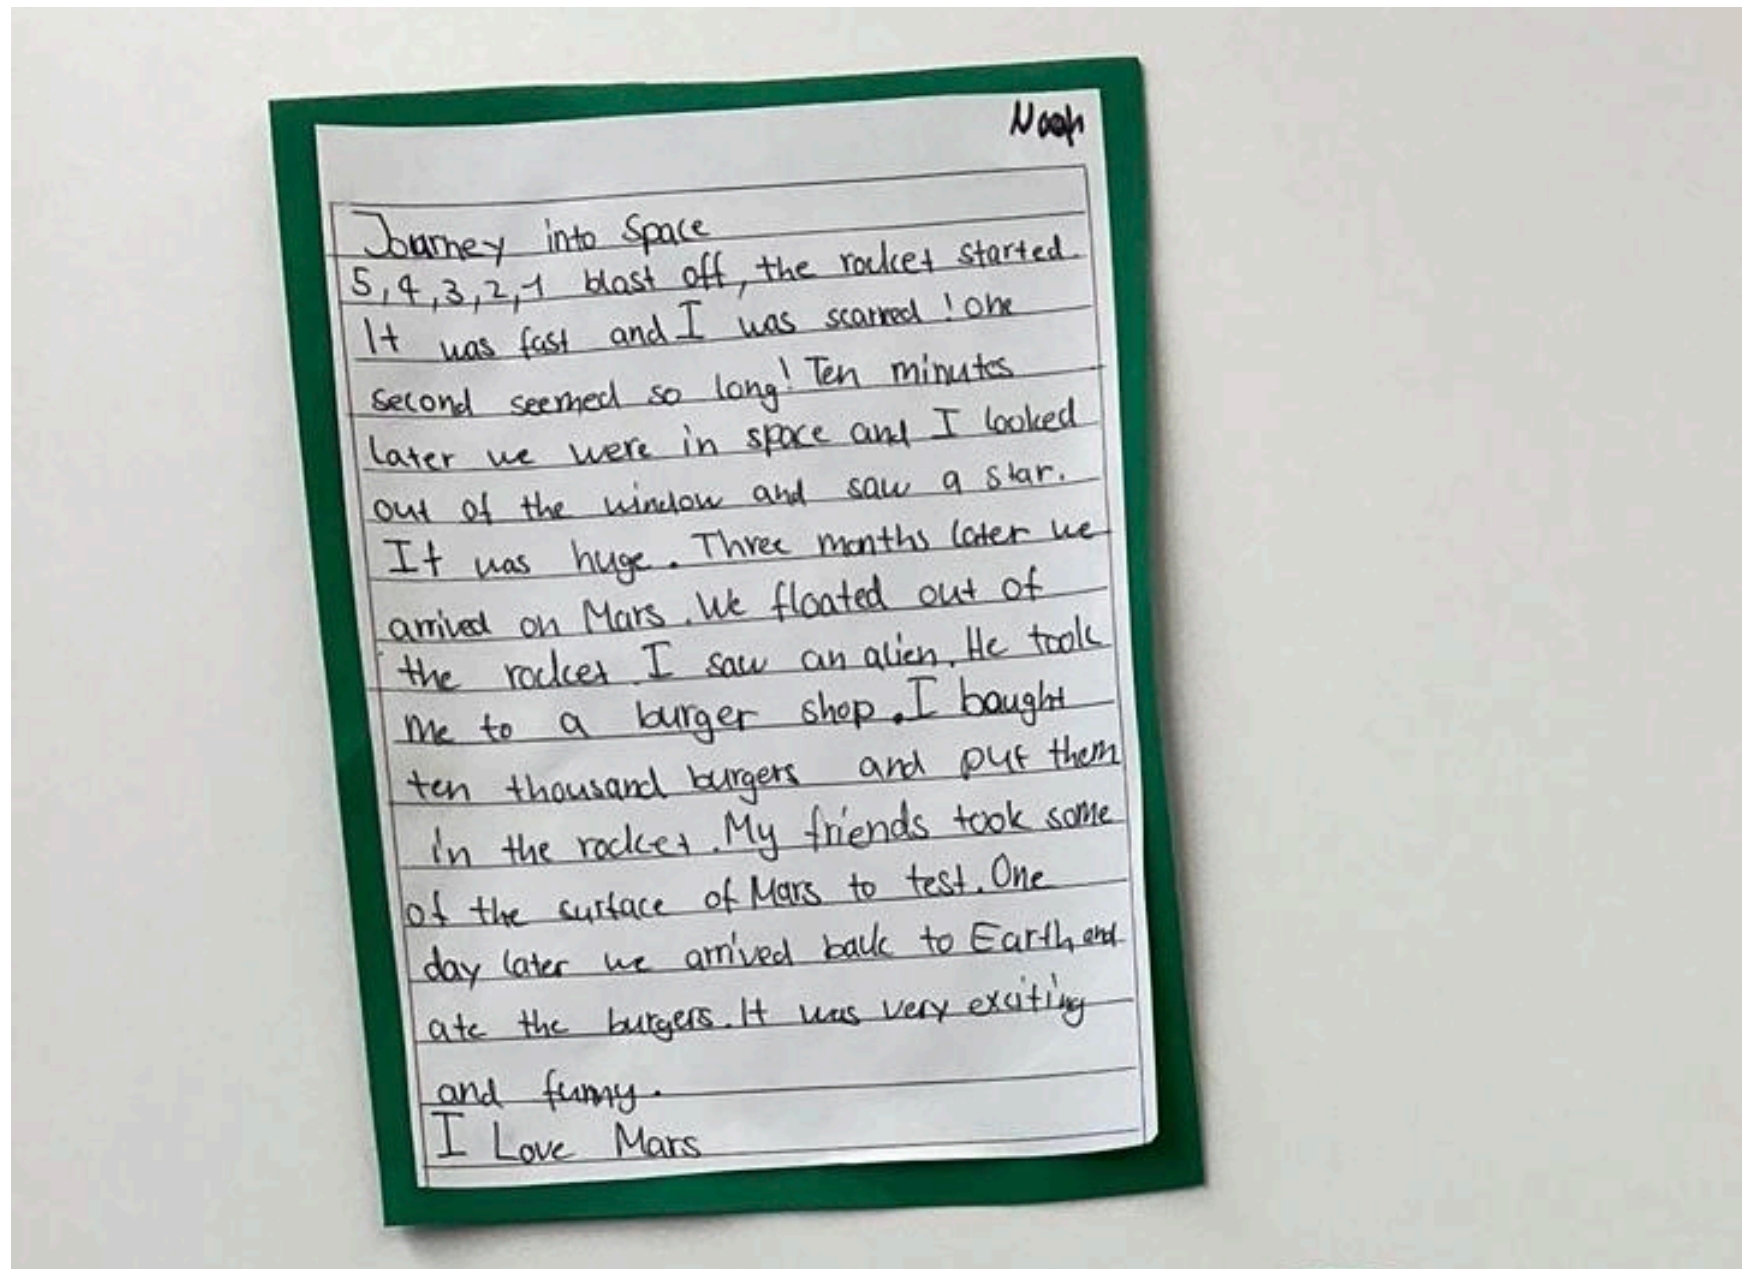 Noah
Journey into Space
5,4,3,2,1 blast off, the rocket started.
It was fast and I was scarred! One
second seemed so long! Ten minutes
later we were in space and I looked
out of the window and saw a star.
It was huge. Three months later we
arrived on Mars. We floated out of
the rocket. I saw an alien. He took
me to a burger shop. I bought
ten thousand burgers and put them
in the rocket. My friends took some
of the surface of Mars to test. One
day later we arrived back to Earth, and
ate the burgers. It was very exciting
and funny.
I Love Mars